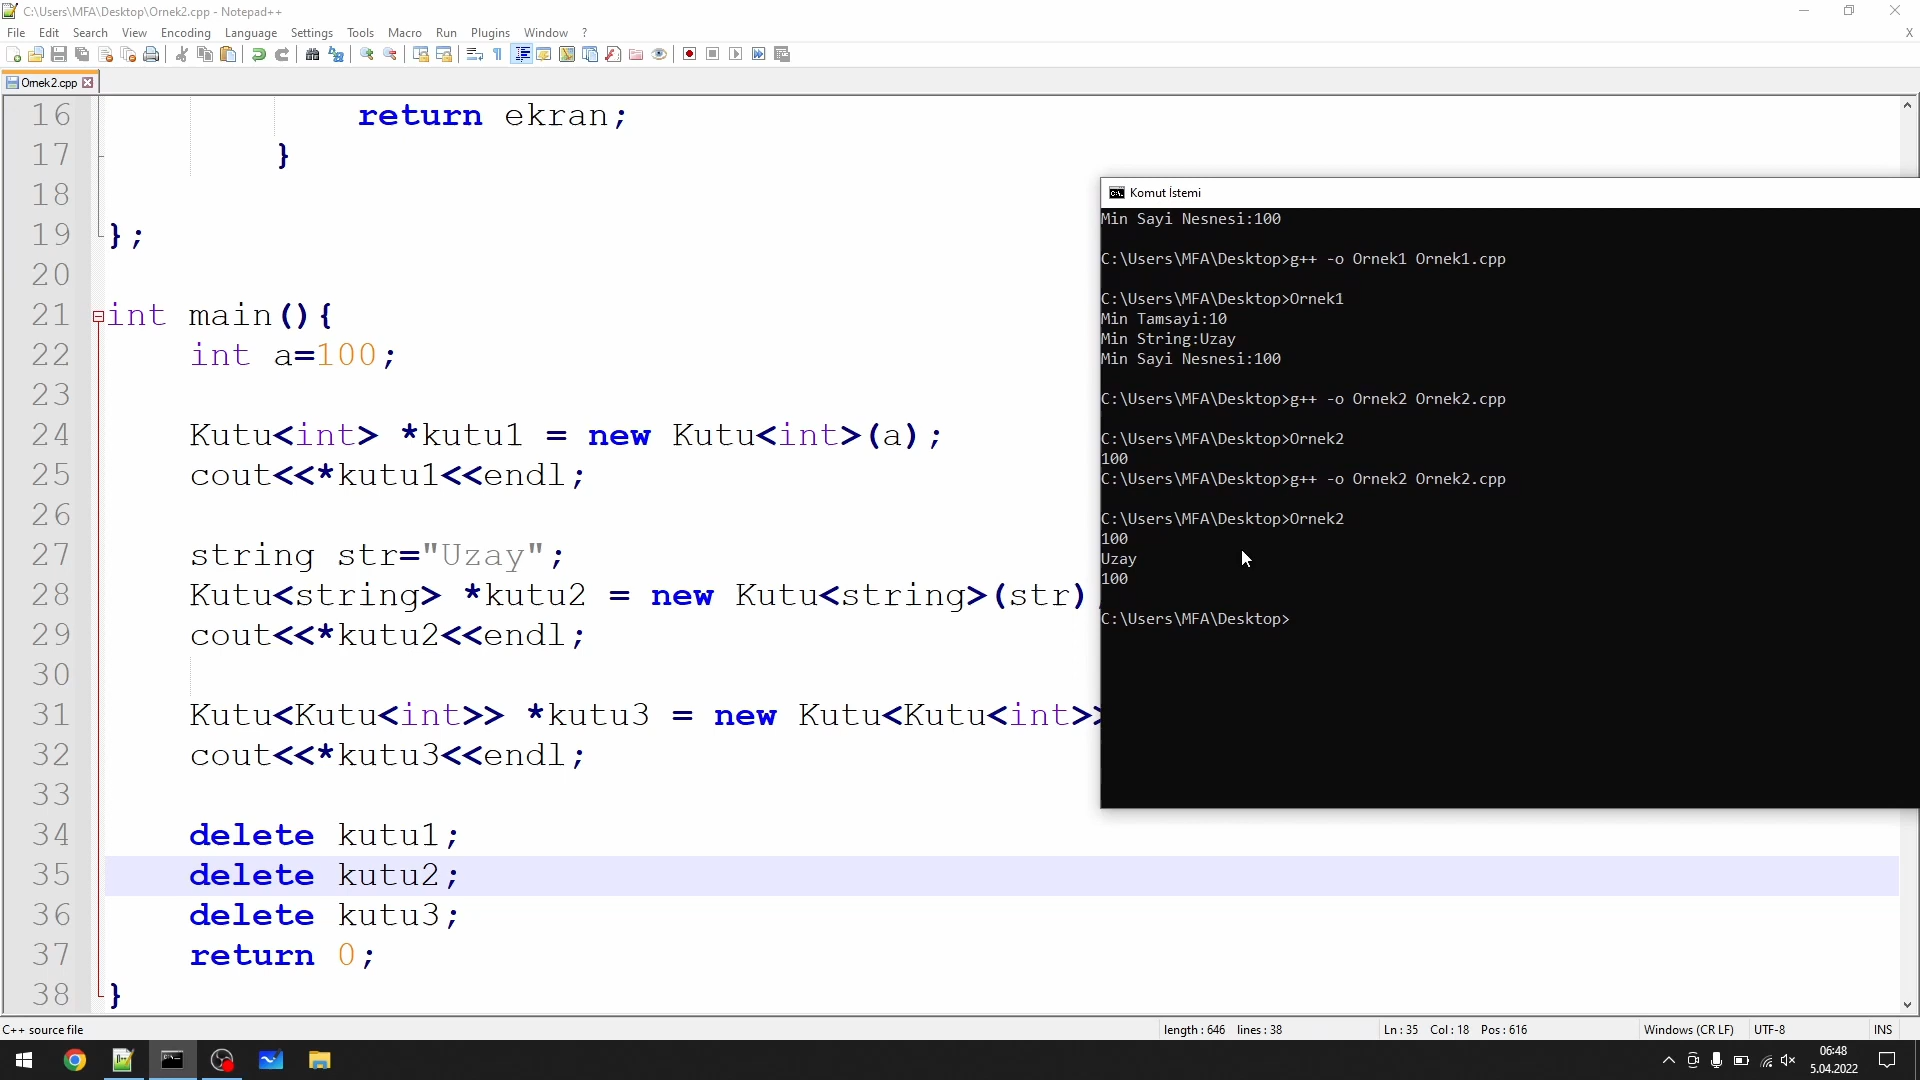 C:\Users\MFA\Desktop\Ornek2.cpp - Notepad++
File Edit Search View Encoding Language Settings Tools Macro Run Plugins Window ? X
Ornek2.cpp
16 return ekran;
17 }
18
19 };
20
21 int main(){
22 int a=100;
23
24 Kutu<int> *kutu1 = new Kutu<int>(a);
25 cout<<*kutu1<<endl;
26
27 string str="Uzay";
28 Kutu<string> *kutu2 = new Kutu<string>(str)
29 cout<<*kutu2<<endl;
30
31 Kutu<Kutu<int>> *kutu3 = new Kutu<Kutu<int>>
32 cout<<*kutu3<<endl;
33
34 delete kutu1;
35 delete kutu2;
36 delete kutu3;
37 return 0;
38 }
Komut İstemi
Min Sayi Nesnesi:100
C:\Users\MFA\Desktop>g++ -o Ornek1 Ornek1.cpp
C:\Users\MFA\Desktop>Ornek1
Min Tamsayi:10
Min String:Uzay
Min Sayi Nesnesi:100
C:\Users\MFA\Desktop>g++ -o Ornek2 Ornek2.cpp
C:\Users\MFA\Desktop>Ornek2
100
C:\Users\MFA\Desktop>g++ -o Ornek2 Ornek2.cpp
C:\Users\MFA\Desktop>Ornek2
100
Uzay
100
C:\Users\MFA\Desktop>
C++ source file length : 646 lines : 38 Ln : 35 Col : 18 Pos : 616 Windows (CR LF) UTF-8 INS
06:48
5.04.2022